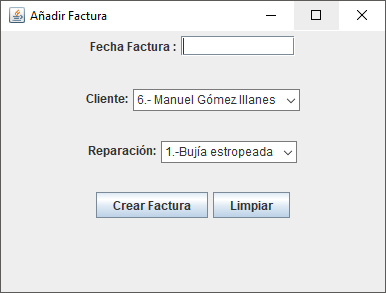 Añadir Factura
Fecha Factura :
Cliente: 6.- Manuel Gómez Illanes
Reparación: 1.-Bujía estropeada
Crear Factura Limpiar